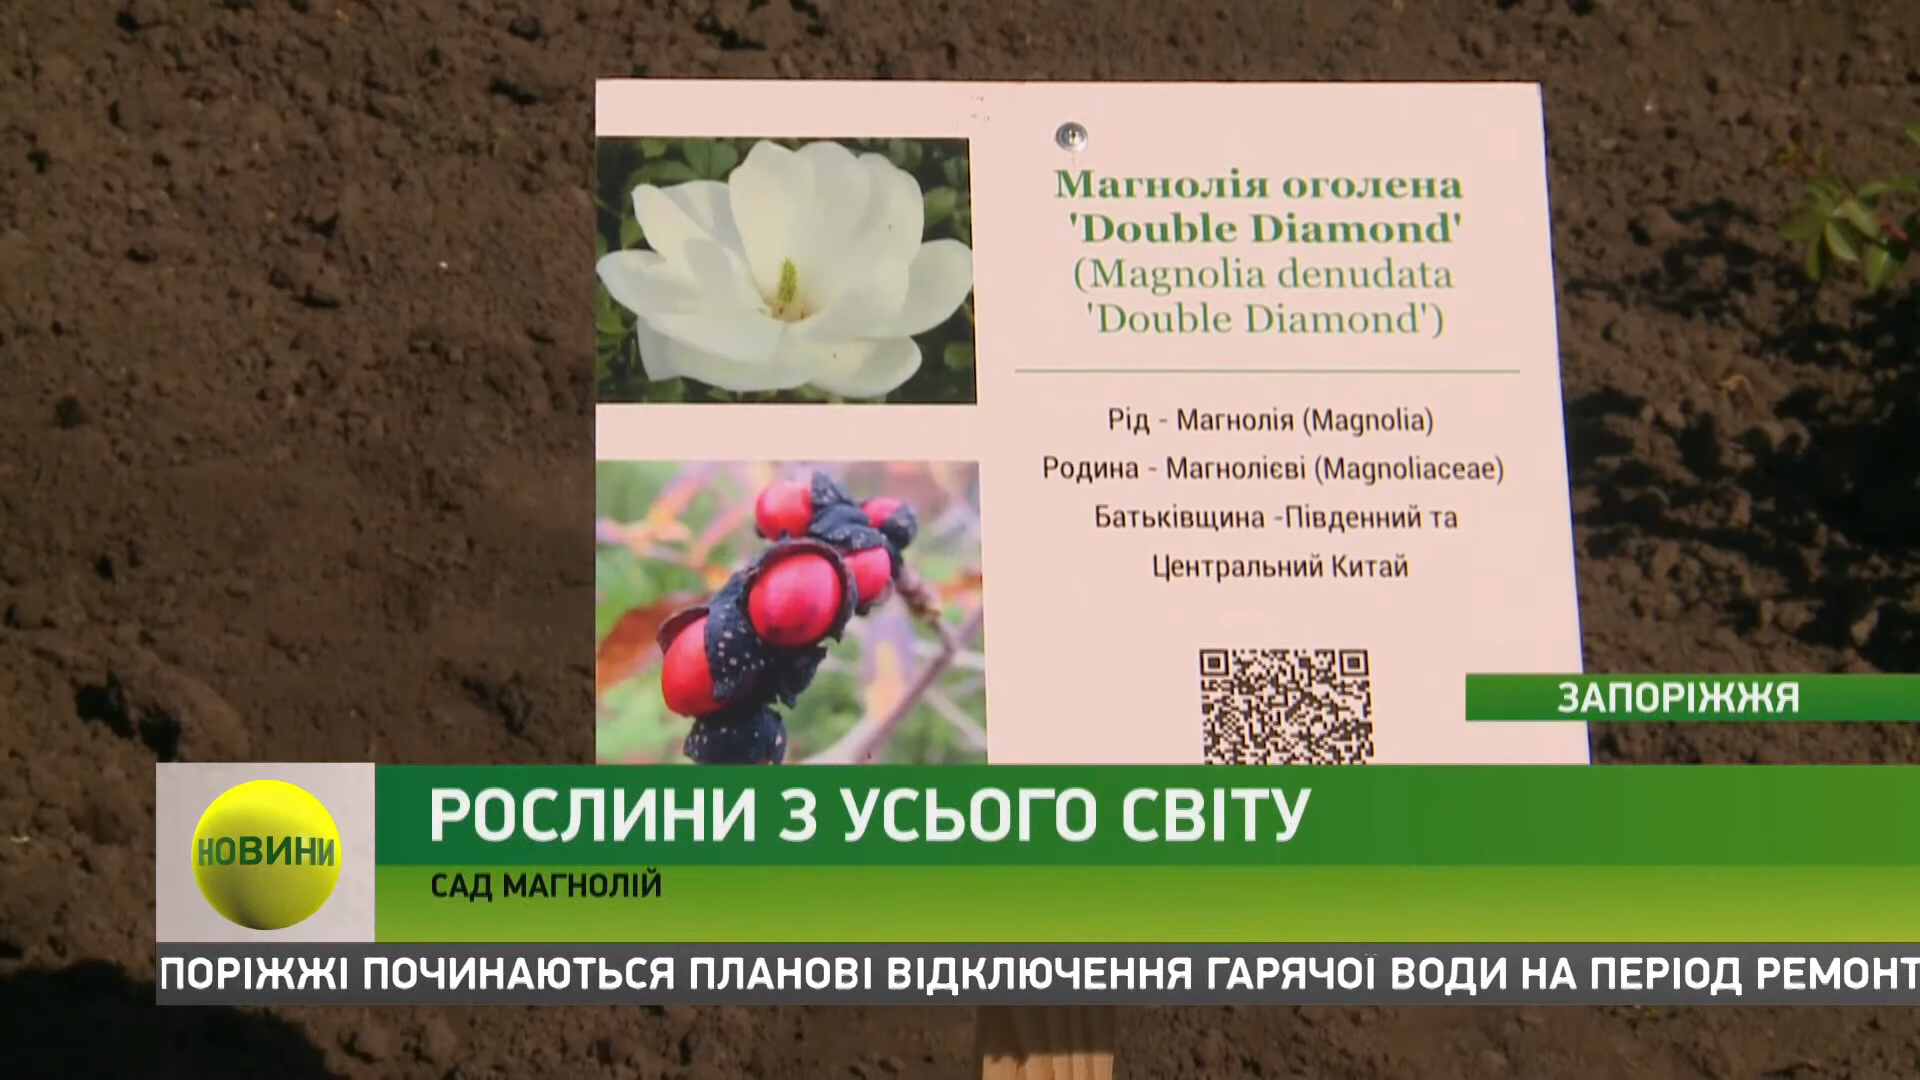 Магнолія оголена
'Double Diamond'
(Magnolia denudata
'Double Diamond')
Рід - Магнолія (Magnolia)
Родина - Магнолієві (Magnoliaceae)
Батьківщина -Південний та
Центральний Китай
ЗАПОРІЖЖЯ
НОВИНИ
РОСЛИНИ З УСЬОГО СВІТУ
САД МАГНОЛІЙ
ПОРІЖЖІ ПОЧИНАЮТЬСЯ ПЛАНОВІ ВІДКЛЮЧЕННЯ ГАРЯЧОЇ ВОДИ НА ПЕРІОД РЕМОНТ